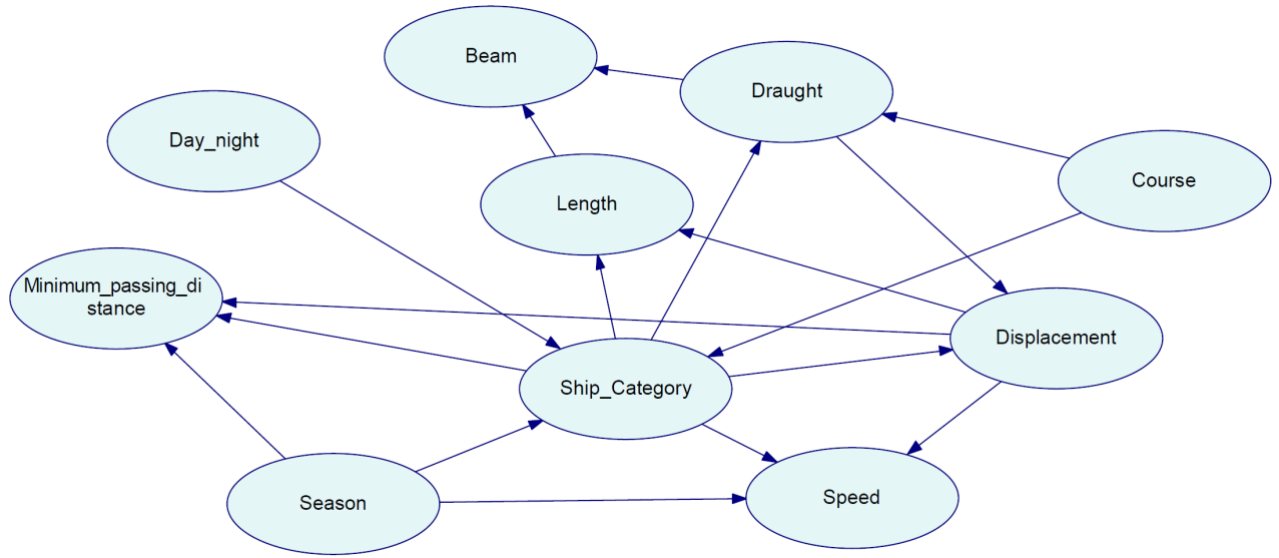 Beam
Draught
Day_night
Course
Length
Minimum_passing_di
stance
Displacement
Ship_Category
Season
Speed